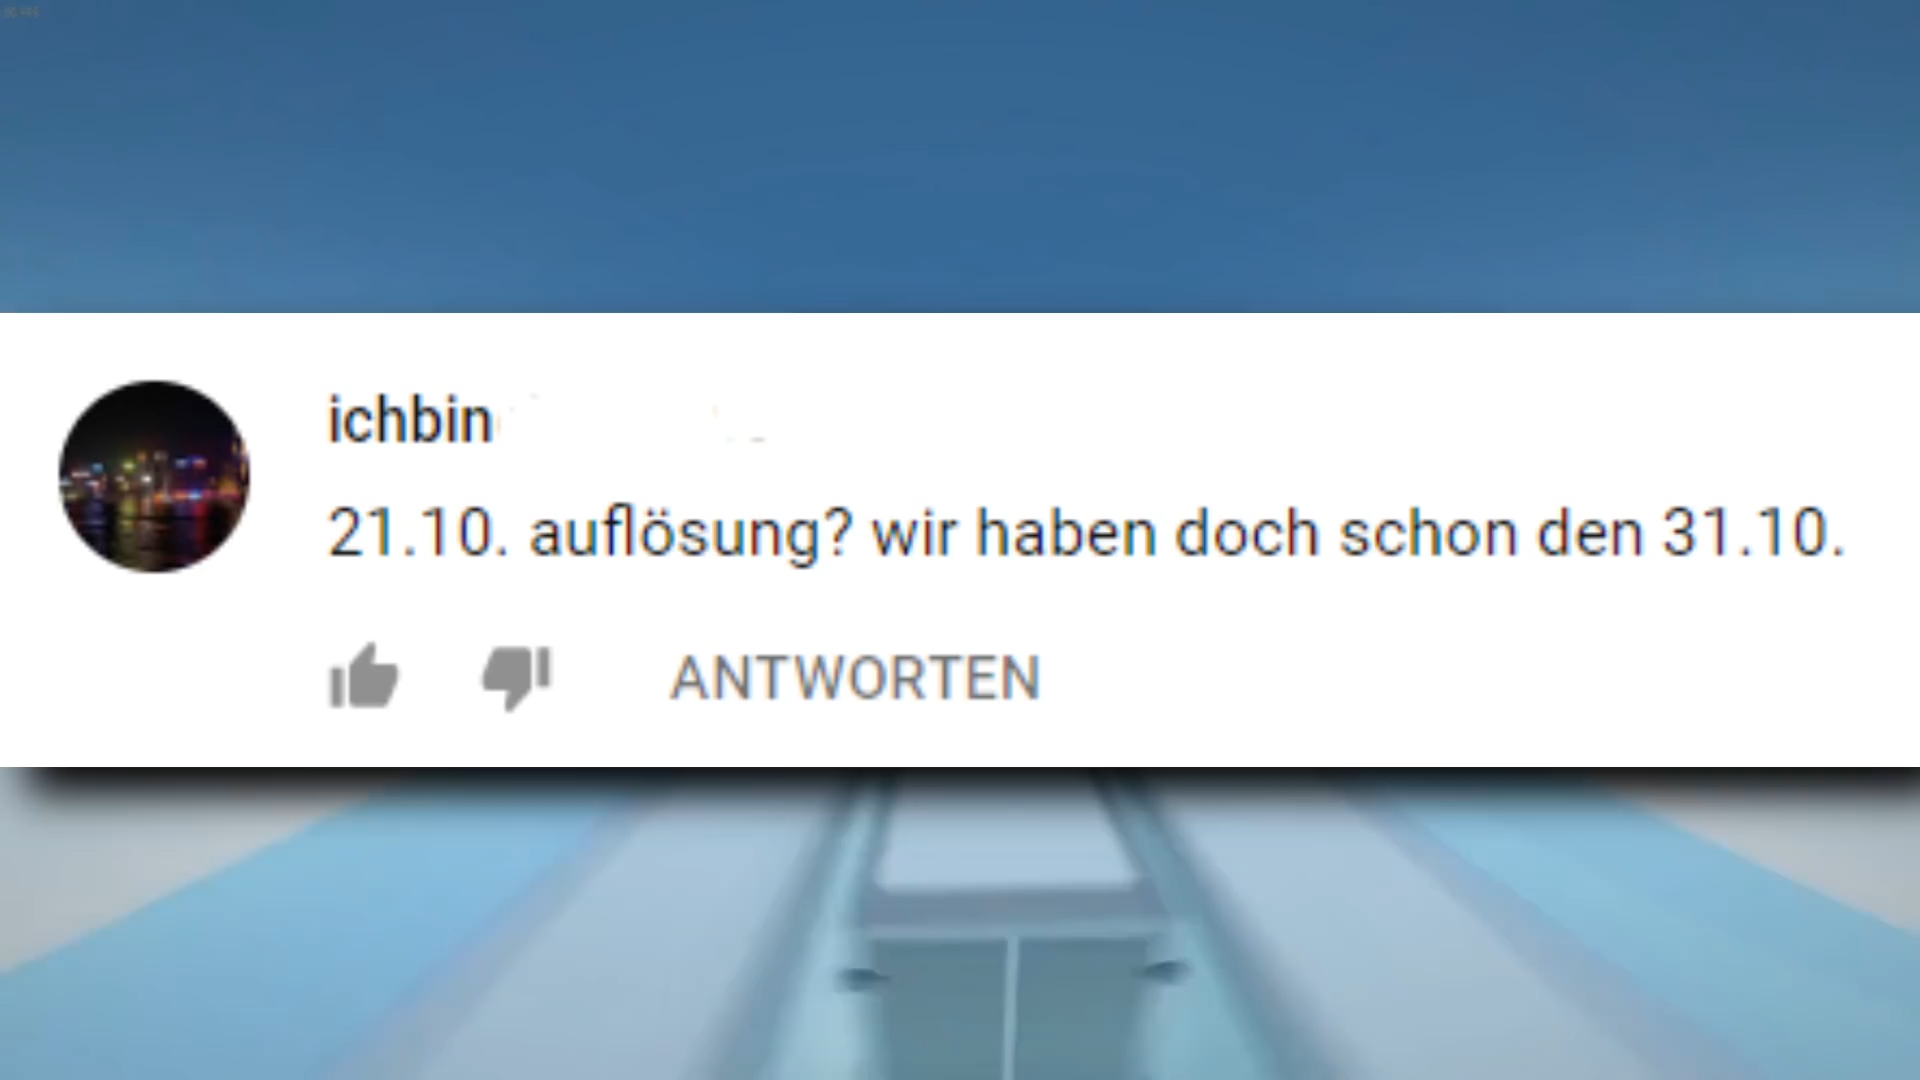 ichbin
21.10. auflösung? wir haben doch schon den 31.10.
ANTWORTEN